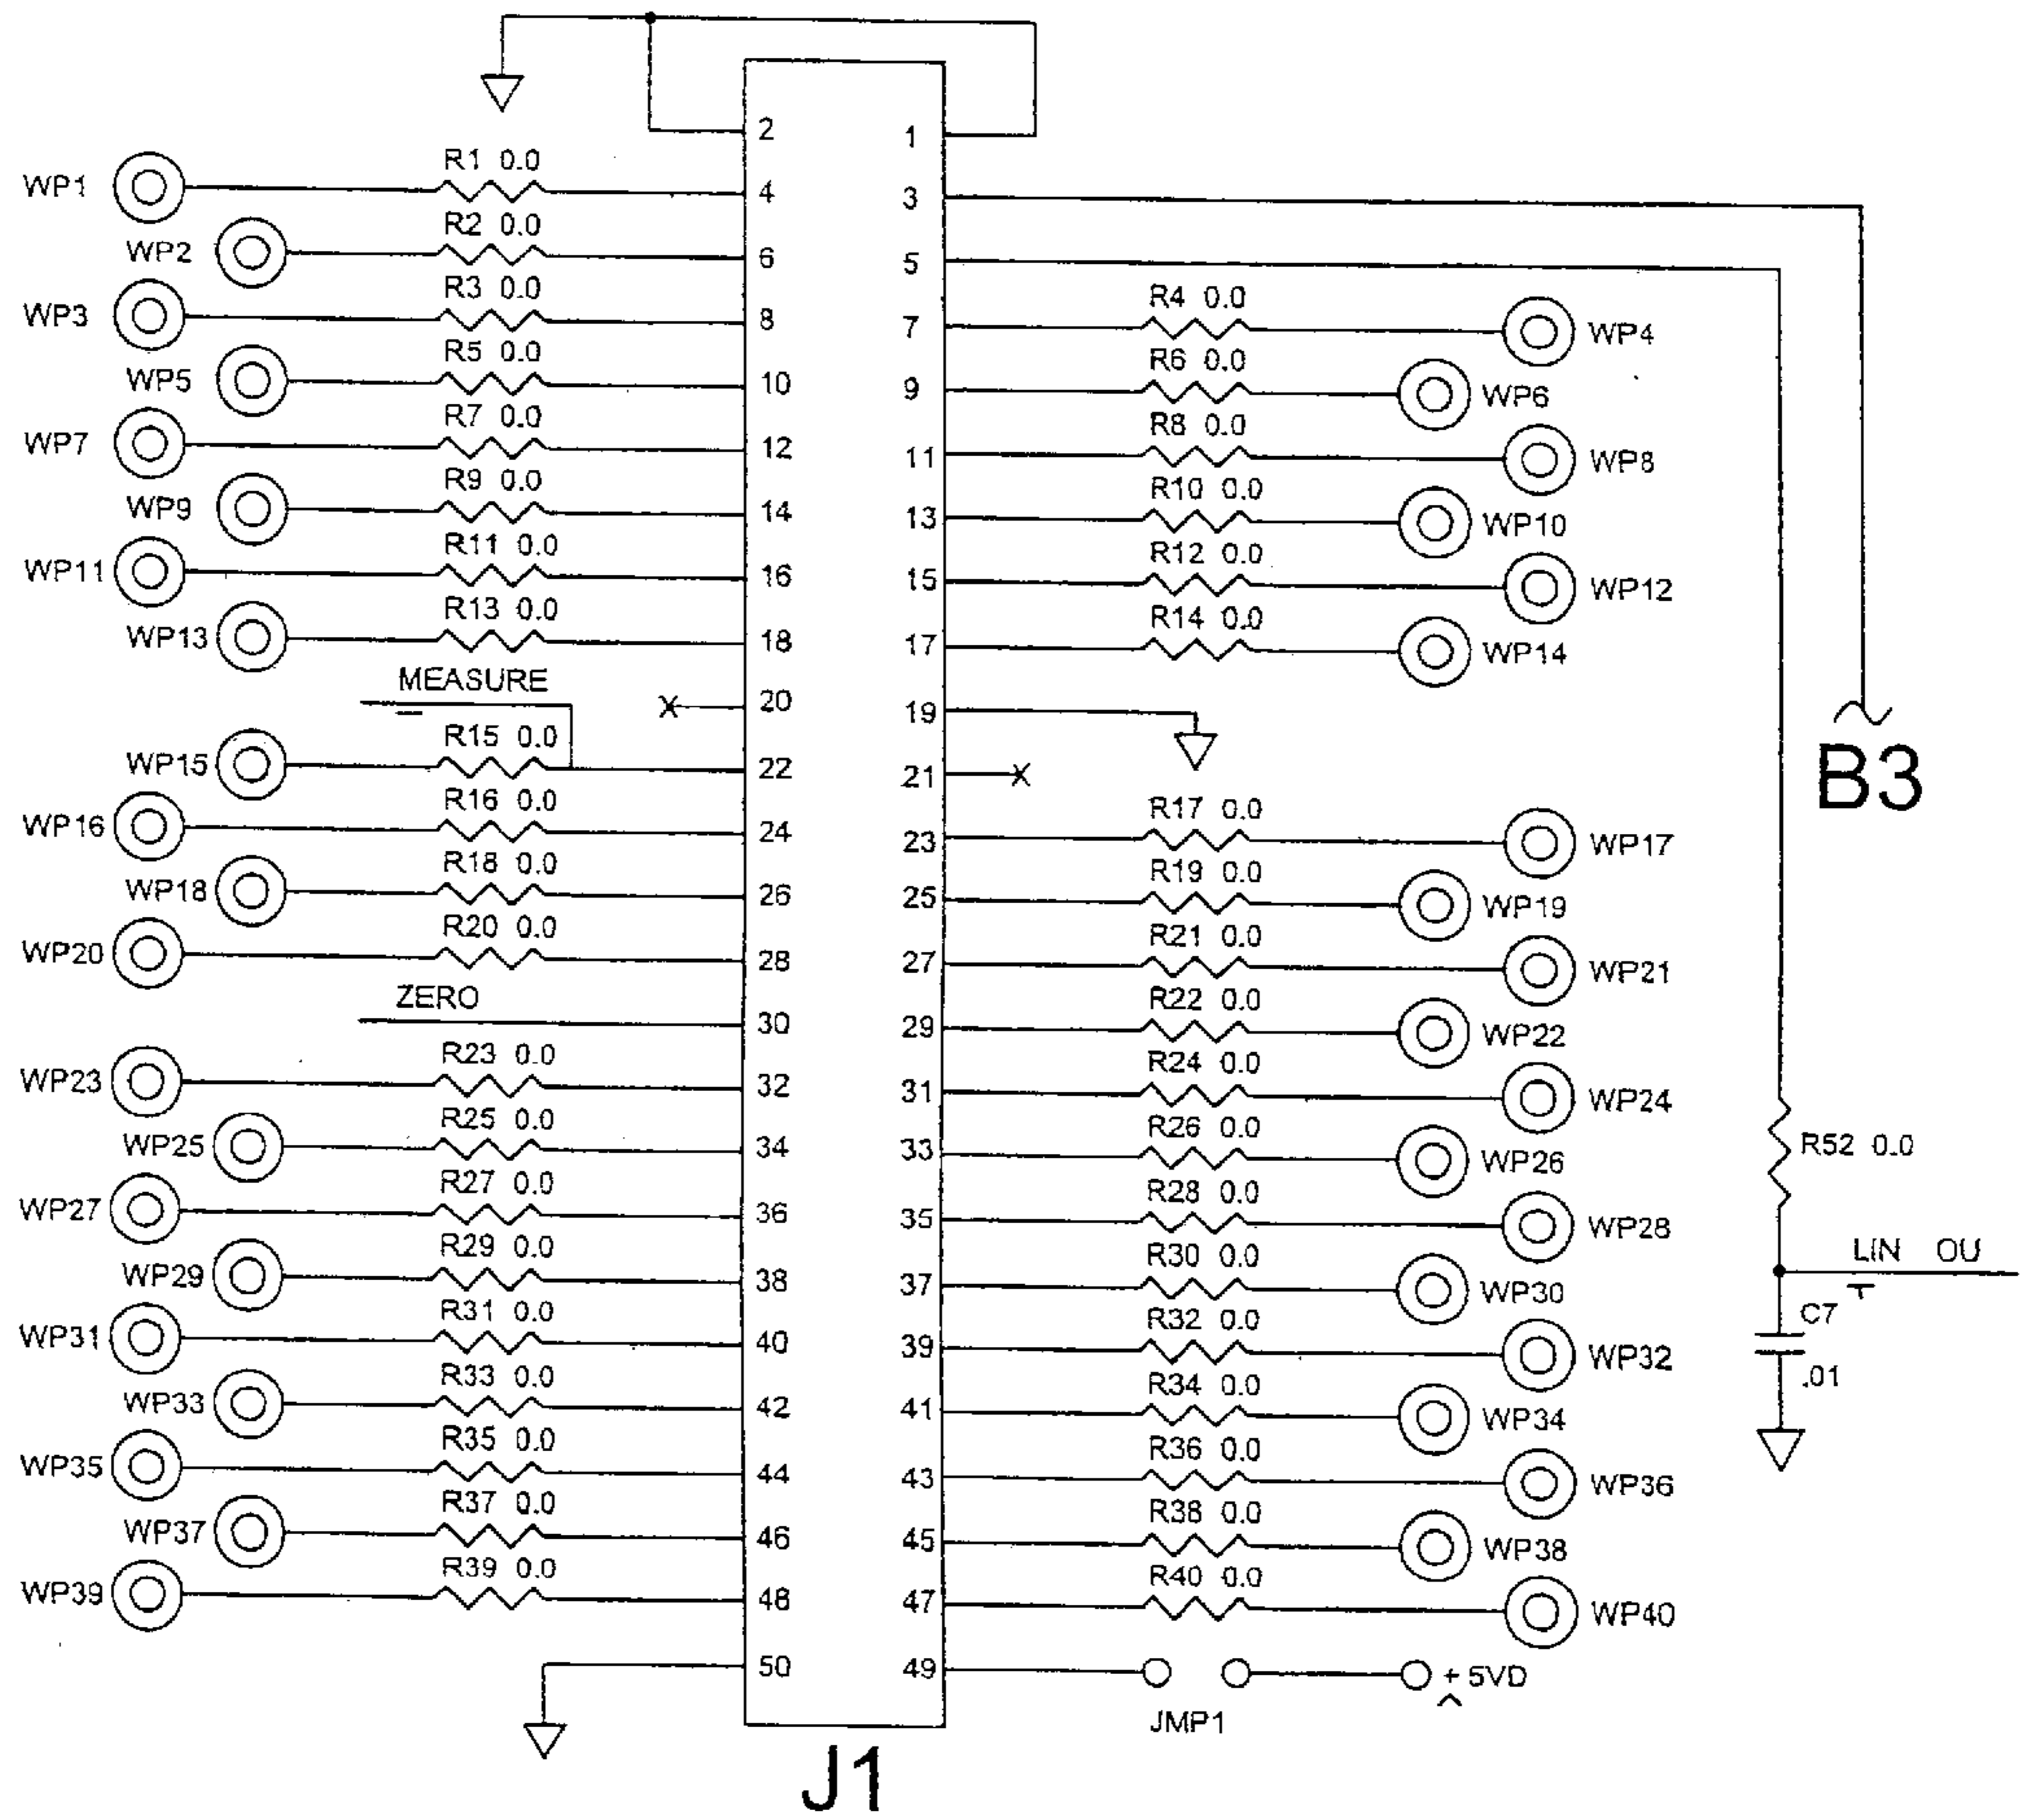 2 1
WP1 R1 0.0 4 3
WP2 R2 0.0 6 5
WP3 R3 0.0 8 7 R4 0.0 WP4
WP5 R5 0.0 10 9 R6 0.0 WP6
WP7 R7 0.0 12 11 R8 0.0 WP8
WP9 R9 0.0 14 13 R10 0.0 WP10
WP11 R11 0.0 16 15 R12 0.0 WP12
WP13 R13 0.0 18 17 R14 0.0 WP14
MEASURE 20 19
B3
WP15 R15 0.0 22 21
WP16 R16 0.0 24 23 R17 0.0 WP17
WP18 R18 0.0 26 25 R19 0.0 WP19
WP20 R20 0.0 28 27 R21 0.0 WP21
ZERO 30 29 R22 0.0 WP22
WP23 R23 0.0 32 31 R24 0.0 WP24
WP25 R25 0.0 34 33 R26 0.0 WP26 R52 0.0
WP27 R27 0.0 36 35 R28 0.0 WP28
WP29 R29 0.0 38 37 R30 0.0 WP30 LIN OU
T
WP31 R31 0.0 40 39 R32 0.0 WP32 C7
.01
WP33 R33 0.0 42 41 R34 0.0 WP34
WP35 R35 0.0 44 43 R36 0.0 WP36
WP37 R37 0.0 46 45 R38 0.0 WP38
WP39 R39 0.0 48 47 R40 0.0 WP40
50 49 + 5VD
JMP1
J1